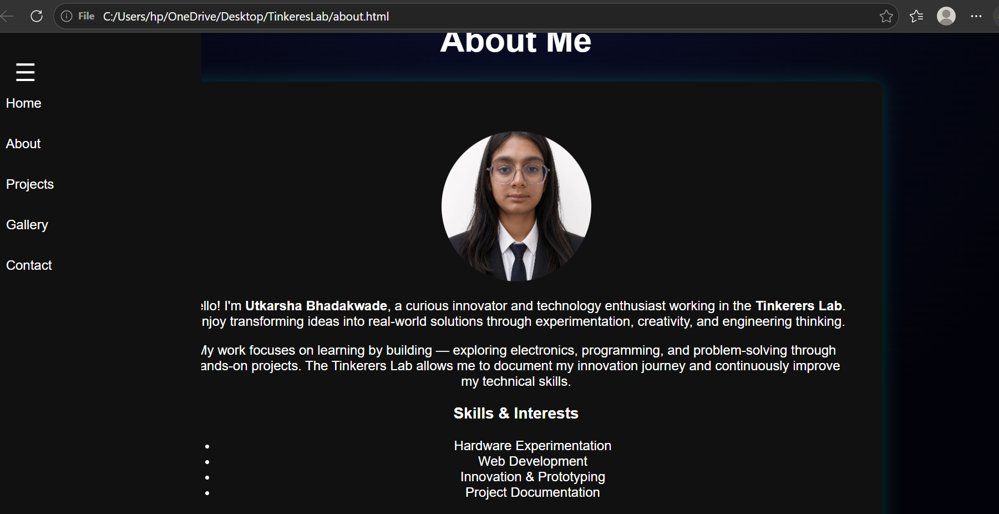 File C:/Users/hp/OneDrive/Desktop/TinkeresLab/about.html
About Me
Home
About
Projects
Gallery
Contact
ello! I'm Utkarsha Bhadakwade, a curious innovator and technology enthusiast working in the Tinkerers Lab.
njoy transforming ideas into real-world solutions through experimentation, creativity, and engineering thinking.
My work focuses on learning by building — exploring electronics, programming, and problem-solving through
ands-on projects. The Tinkerers Lab allows me to document my innovation journey and continuously improve
my technical skills.
Skills & Interests
• Hardware Experimentation
• Web Development
• Innovation & Prototyping
• Project Documentation